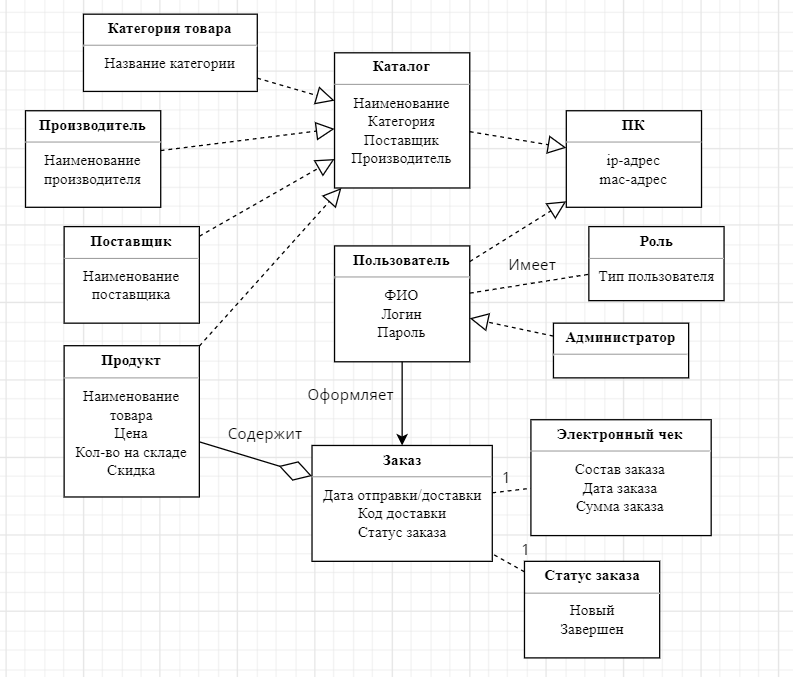 Категория товара
Название категории
Каталог
Наименование
Категория
Поставщик
Производитель
Производитель
Наименование
производителя
ПК
ip-адрес
mac-адрес
Поставщик
Наименование
поставщика
Пользователь
ФИО
Логин
Пароль
Имеет
Роль
Тип пользователя
Администратор
Продукт
Наименование
товара
Цена
Кол-во на складе
Скидка
Оформляет
Содержит
Заказ
Дата отправки/доставки
Код доставки
Статус заказа
1
Электронный чек
Состав заказа
Дата заказа
Сумма заказа
1
Статус заказа
Новый
Завершен